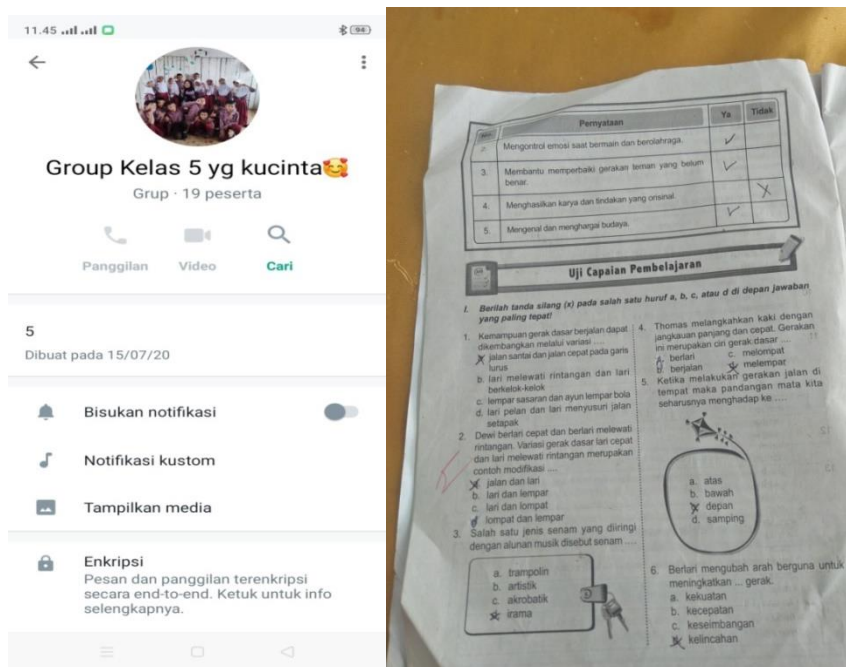 11.45
94
Group Kelas 5 yg kucinta🥰
Grup · 19 peserta
Panggilan
Video
Cari
5
Dibuat pada 15/07/20
Bisukan notifikasi
Notifikasi kustom
Tampilkan media
Enkripsi
Pesan dan panggilan terenkripsi
secara end-to-end. Ketuk untuk info
selengkapnya.
Pernyataan Ya Tidak
Mengontrol emosi saat bermain dan berolahraga.
3. Membantu memperbaiki gerakan teman yang belum
benar.
4. Menghasilkan karya dan tindakan yang orisinal.
5. Mengenal dan menghargai budaya.
Uji Capaian Pembelajaran
I. Berilah tanda silang (x) pada salah satu huruf a, b, c, atau d di depan jawaban
yang paling tepat!
1. Kemampuan gerak dasar berjalan dapat
dikembangkan melalui variasi ....
jalan santai dan jalan cepat pada garis
lurus
b. lari melewati rintangan dan lari
berkelok-kelok
c. lempar sasaran dan ayun lempar bola
d. lari pelan dan lari menyusuri jalan
setapak
2. Dewi berlari cepat dan berlari melewati
rintangan. Variasi gerak dasar lari cepat
dan lari melewati rintangan merupakan
contoh modifikasi ....
jalan dan lari
b. lari dan lempar
c. lari dan lompat
d. lompat dan lempar
3. Salah satu jenis senam yang diiringi
dengan alunan musik disebut senam ....
a. trampolin
b. artistik
c. akrobatik
irama
4. Thomas melangkahkan kaki dengan
jangkauan panjang dan cepat. Gerakan
ini merupakan ciri gerak dasar ....
a. berlari c. melompat
b. berjalan melempar
5. Ketika melakukan gerakan jalan di
tempat maka pandangan mata kita
seharusnya menghadap ke ....
a. atas
b. bawah
depan
d. samping
6. Berlari mengubah arah berguna untuk
meningkatkan ... gerak.
a. kekuatan
b. kecepatan
c. keseimbangan
kelincahan